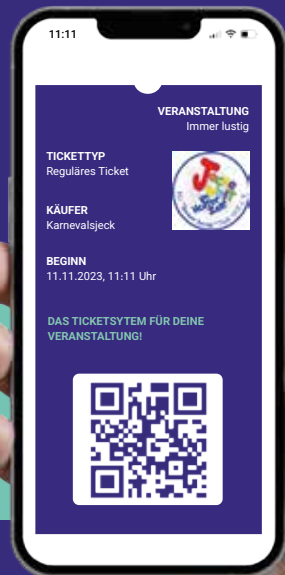 11:11
VERANSTALTUNG
Immer lustig
TICKETTYP
Reguläres Ticket
KÄUFER
Karnevalsjeck
BEGINN
11.11.2023, 11:11 Uhr
DAS TICKETSYTEM FÜR DEINE
VERANSTALTUNG!